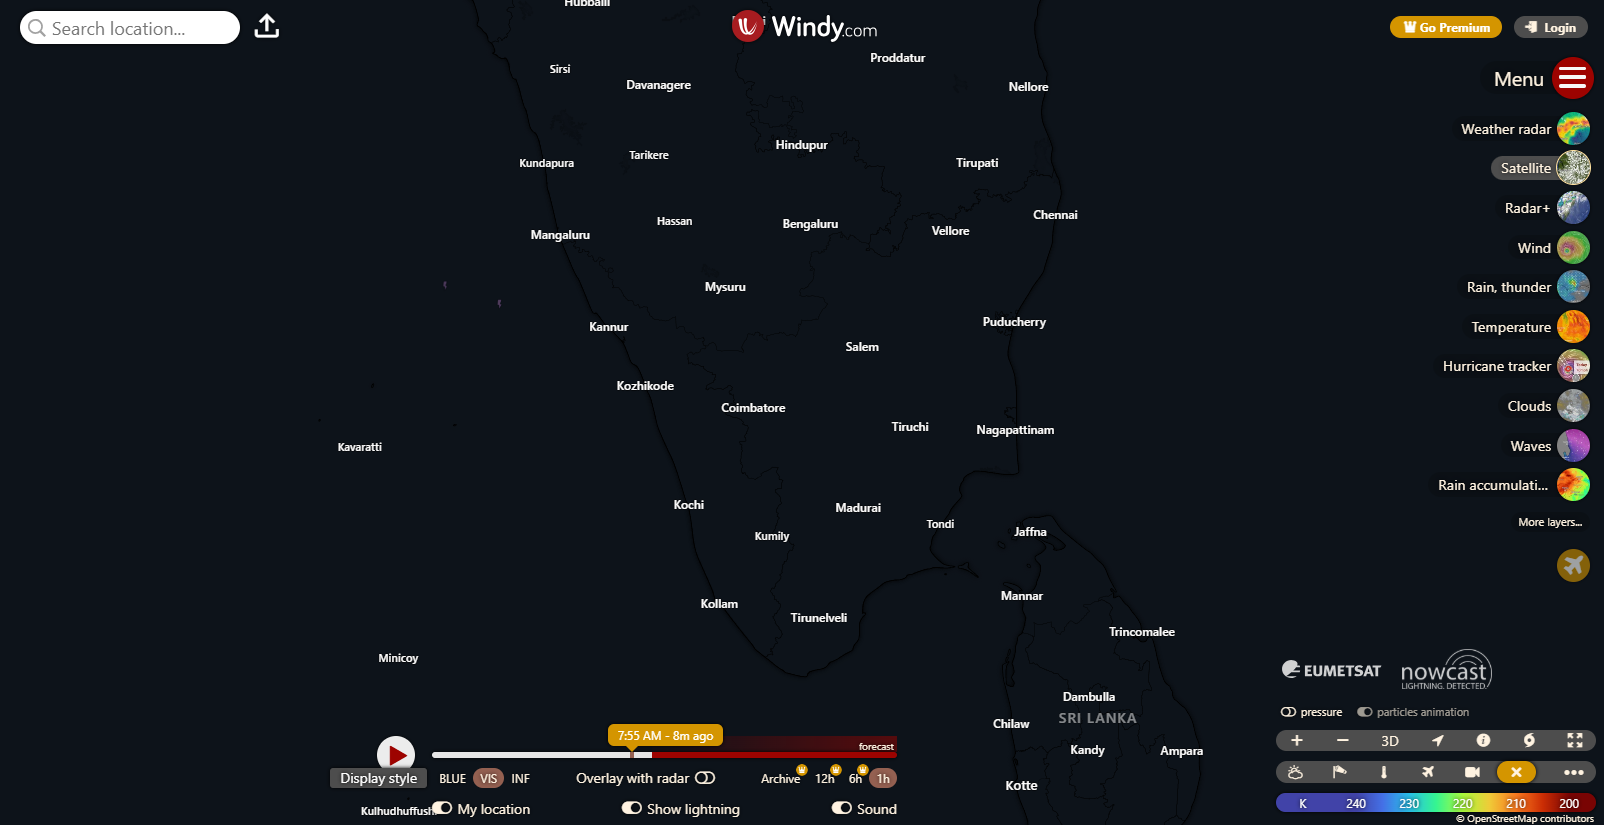 Search location...
Hubballi
Windy.com
Go Premium
Login
Menu
Weather radar
Satellite
Radar+
Wind
Rain, thunder
Temperature
Hurricane tracker
Clouds
Waves
Rain accumulati...
More layers...
Sirsi
Davanagere
Proddatur
Nellore
Kundapura
Tarikere
Hindupur
Tirupati
Mangaluru
Hassan
Bengaluru
Vellore
Chennai
Mysuru
Kannur
Salem
Puducherry
Kozhikode
Coimbatore
Tiruchi
Nagapattinam
Kavaratti
Kochi
Kumily
Madurai
Tondi
Jaffna
Kollam
Tirunelveli
Mannar
Trincomalee
Minicoy
Dambulla
SRI LANKA
Chilaw
Kandy
Ampara
Kotte
7:55 AM - 8m ago
forecast
Display style
BLUE VIS INF
Overlay with radar
Archive 12h 6h 1h
Kulhudhuffush
My location
Show lightning
Sound
EUMETSAT
nowcast
LIGHTNING. DETECTED.
pressure
particles animation
3D
K 240 230 220 210 200
© OpenStreetMap contributors